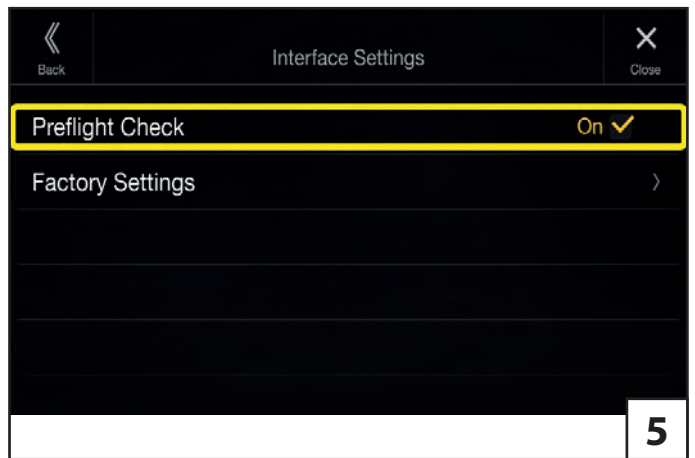 Back
Interface Settings
Close
Preflight Check On
Factory Settings
5